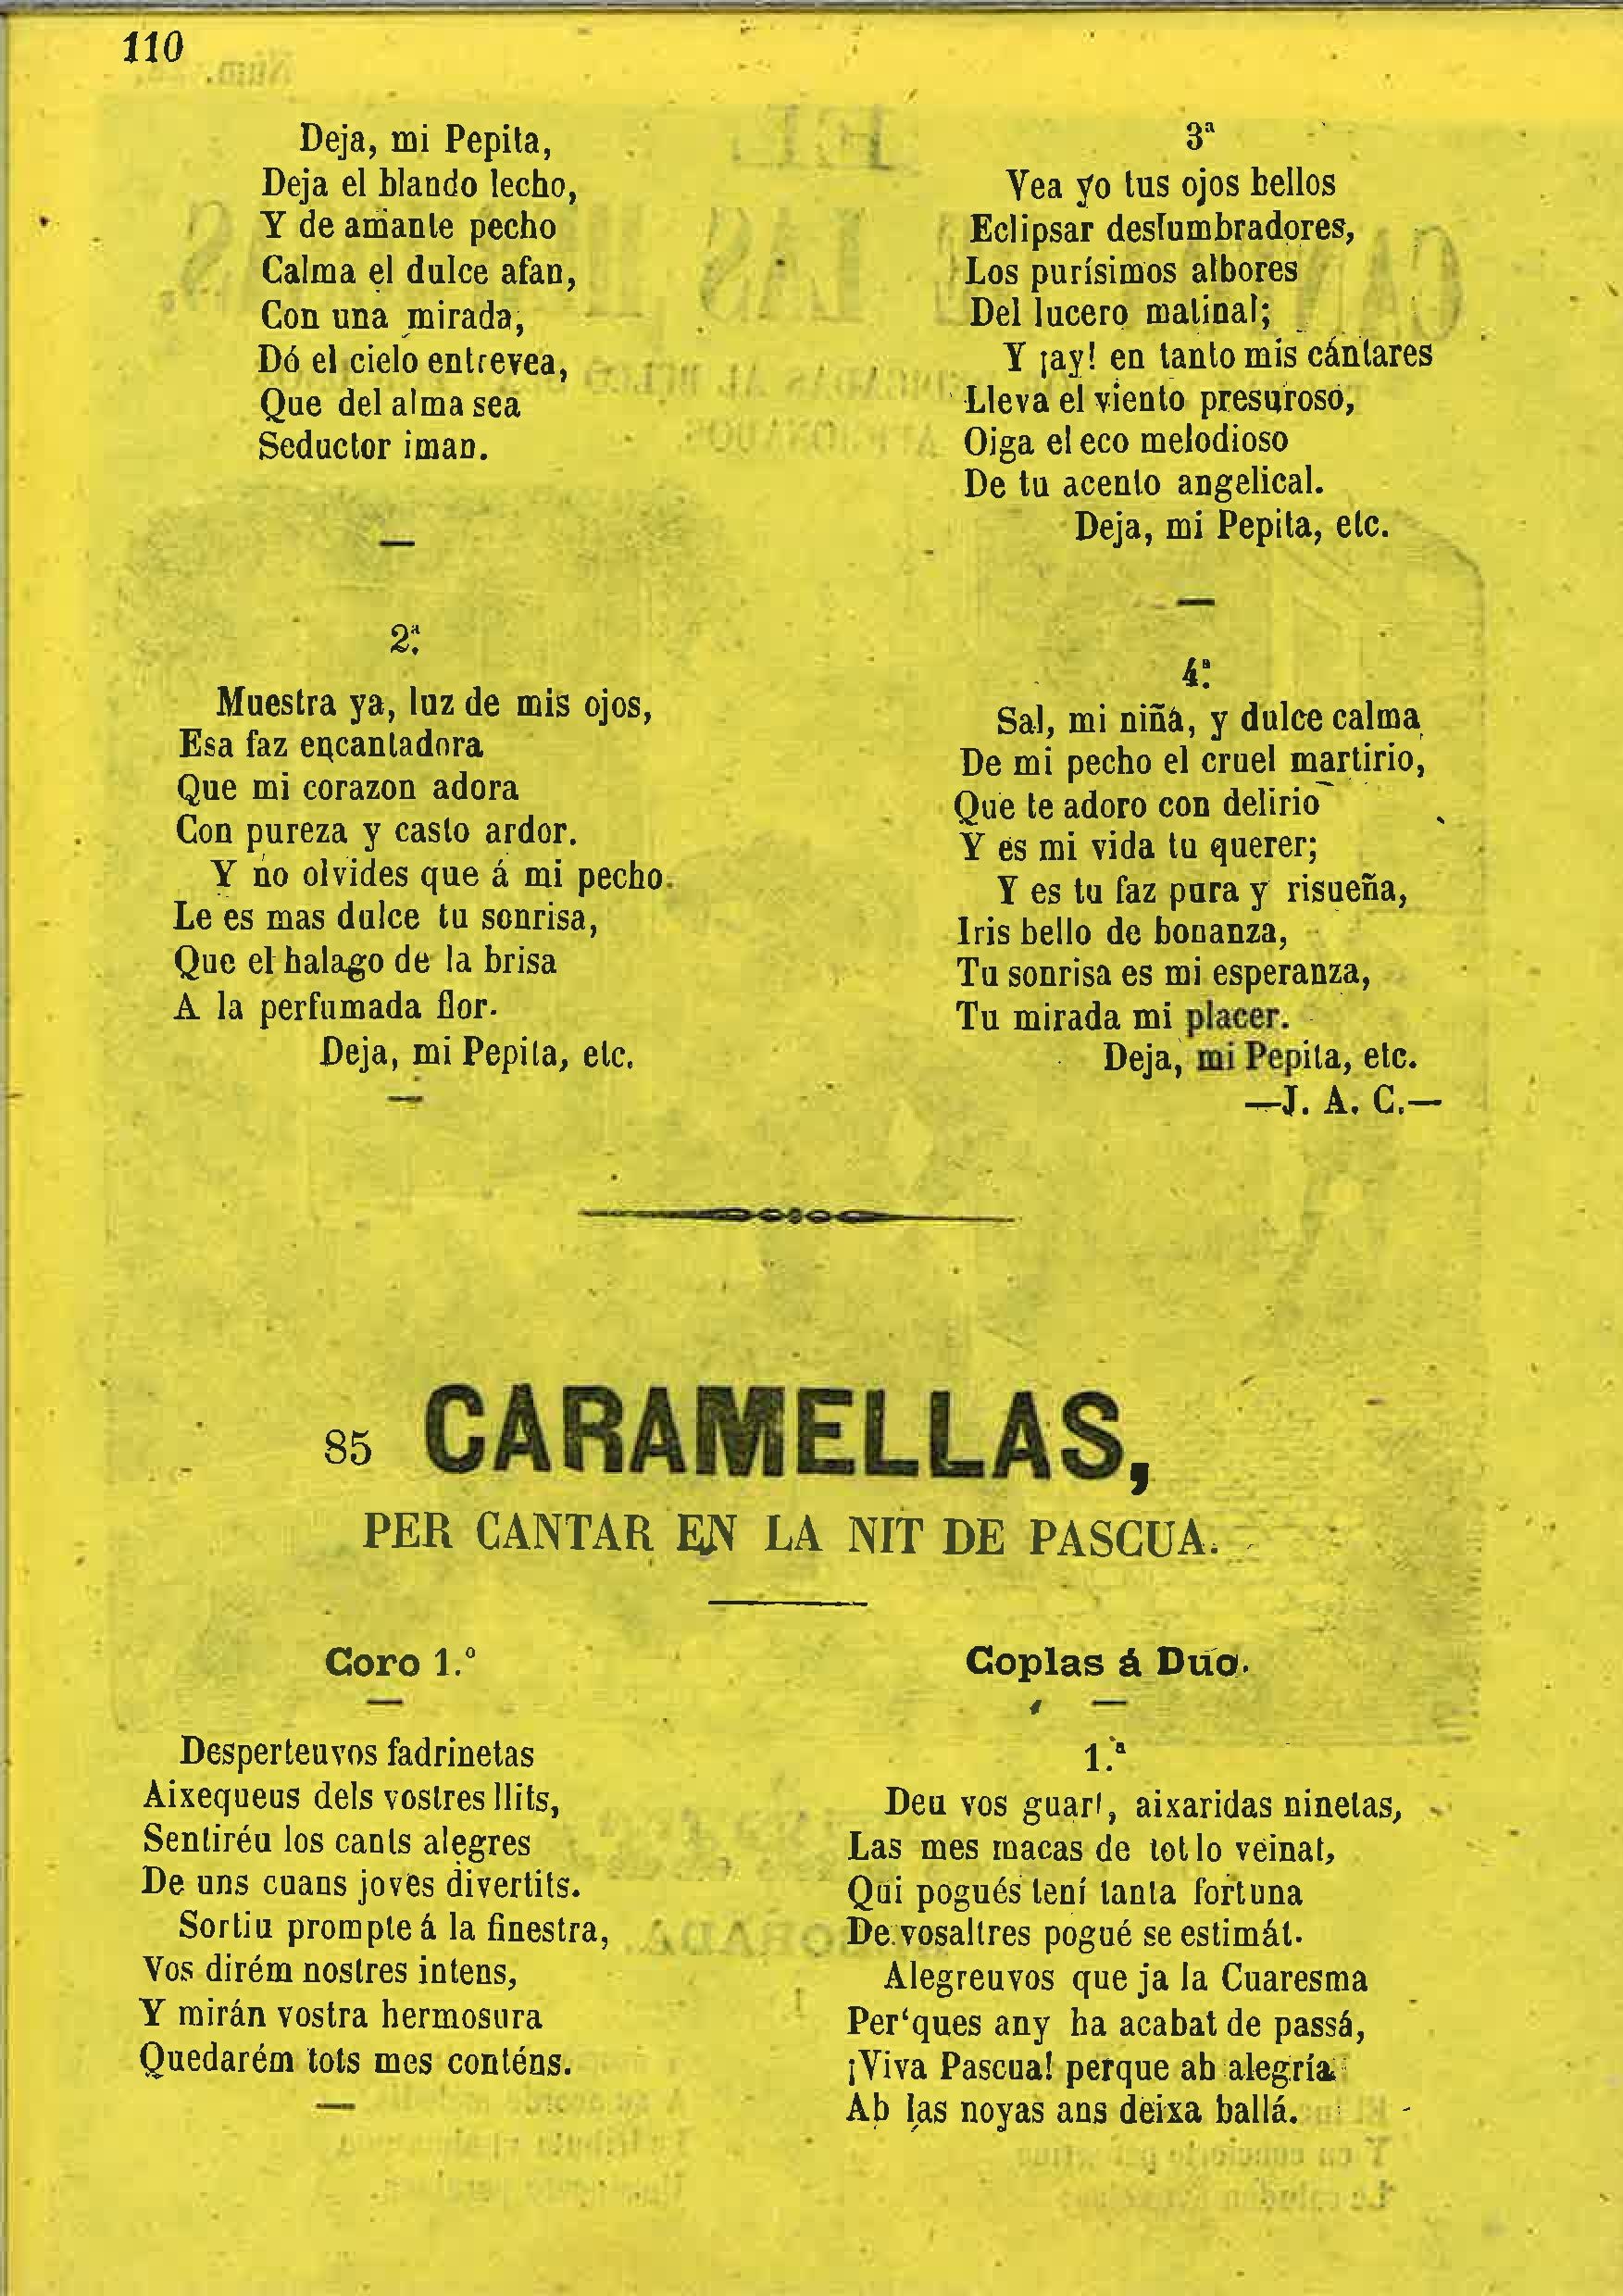 110
Deja, mi Pepita,
Deja el blando lecho,
Y de amante pecho
Calma el dulce afan,
Con una mirada,
Dó el cielo entrevea,
Que del alma sea
Seductor iman.
—
2.ª
Muestra ya, luz de mis ojos,
Esa faz encantadora
Que mi corazon adora
Con pureza y casto ardor.
Y no olvides que á mi pecho
Le es mas dulce tu sonrisa,
Que el halago de la brisa
A la perfumada flor.
Deja, mi Pepita, etc.
—
3ª
Vea yo tus ojos bellos
Eclipsar deslumbradores,
Los purísimos albores
Del lucero matinal;
Y ¡ay! en tanto mis cántares
Lleva el viento presuroso,
Oiga el eco melodioso
De tu acento angelical.
Deja, mi Pepita, etc.
—
4.ª
Sal, mi niña, y dulce calma
De mi pecho el cruel martirio,
Que te adoro con delirio
Y es mi vida tu querer;
Y es tu faz pura y risueña,
Iris bello de bonanza,
Tu sonrisa es mi esperanza,
Tu mirada mi placer.
Deja, mi Pepita, etc.
—J. A. C.—
85 CARAMELLAS,
PER CANTAR EN LA NIT DE PASCUA.
Coro 1.º
—
Desperteuvos fadrinetas
Aixequeus dels vostres llits,
Sentiréu los cants alegres
De uns cuans joves divertits.
Sortiu prompte á la finestra,
Vos dirém nostres intens,
Y mirán vostra hermosura
Quedarém tots mes conténs.
—
Coplas á Duo.
—
1.ª
Deu vos guart, aixaridas ninetas,
Las mes macas de tot lo veinat,
Qui pogués tení tanta fortuna
De vosaltres pogué se estimát.
Alegreuvos que ja la Cuaresma
Per‘ques any ha acabat de passá,
¡Viva Pascua! perque ab alegría
Ab las noyas ans deixa ballá.